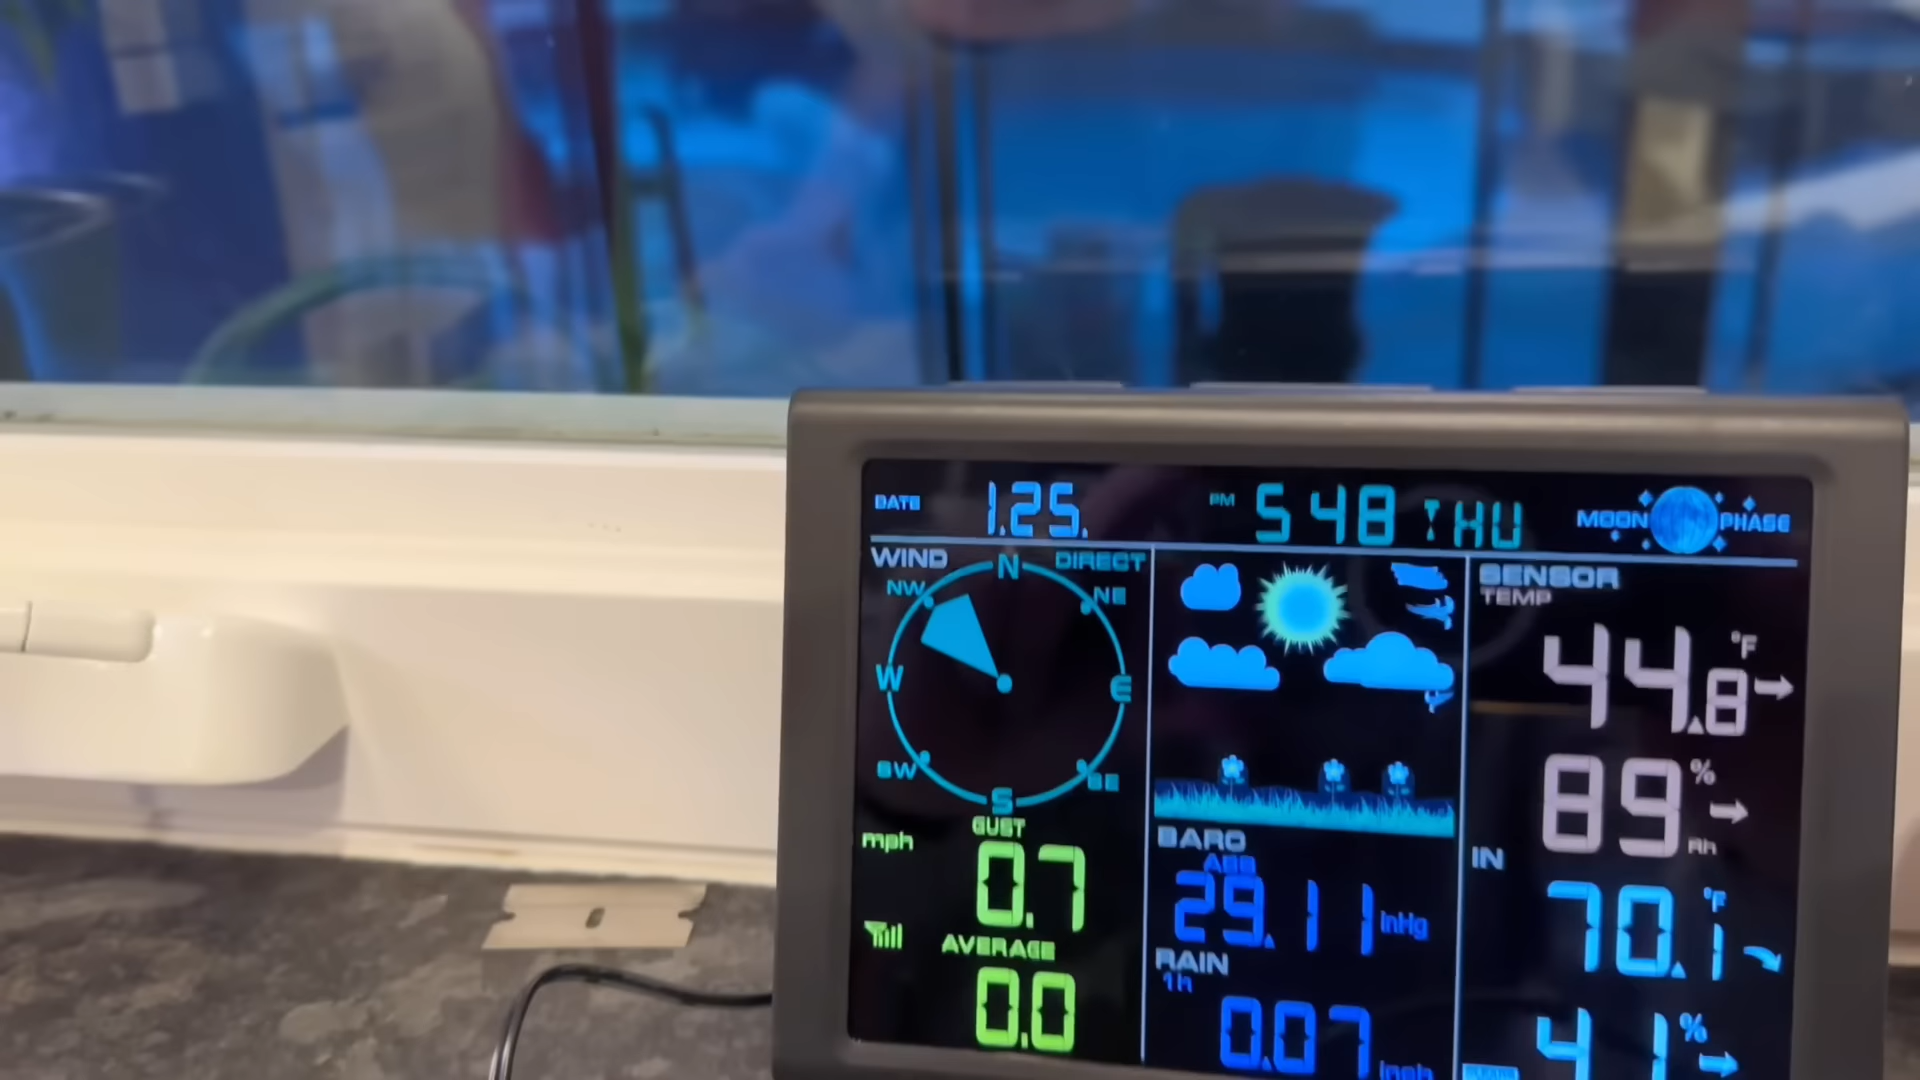 DATE 1.25. PM 5 48 THU MOON PHASE
WIND DIRECT
N
NW NE
W E
SW SE
S
GUST
mph 0.7
AVERAGE
0.0
BARO
ABS
29.11 inHg
RAIN
1h
0.07 inch
SENSOR
TEMP
44.8 °F
89 %
Rh
IN
70.1 °F
41 %